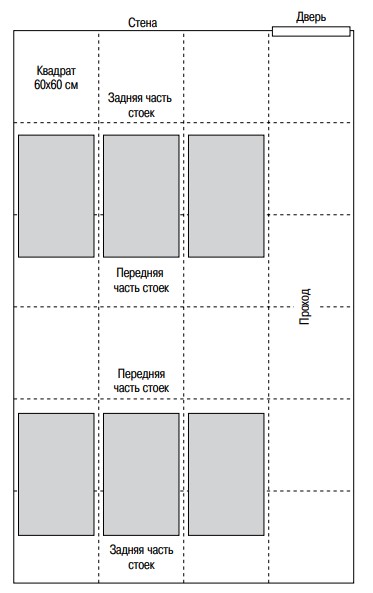 Стена
Дверь
Квадрат
60x60 см
Задняя часть
стоек
Передняя
часть стоек
Проход
Передняя
часть стоек
Задняя часть
стоек